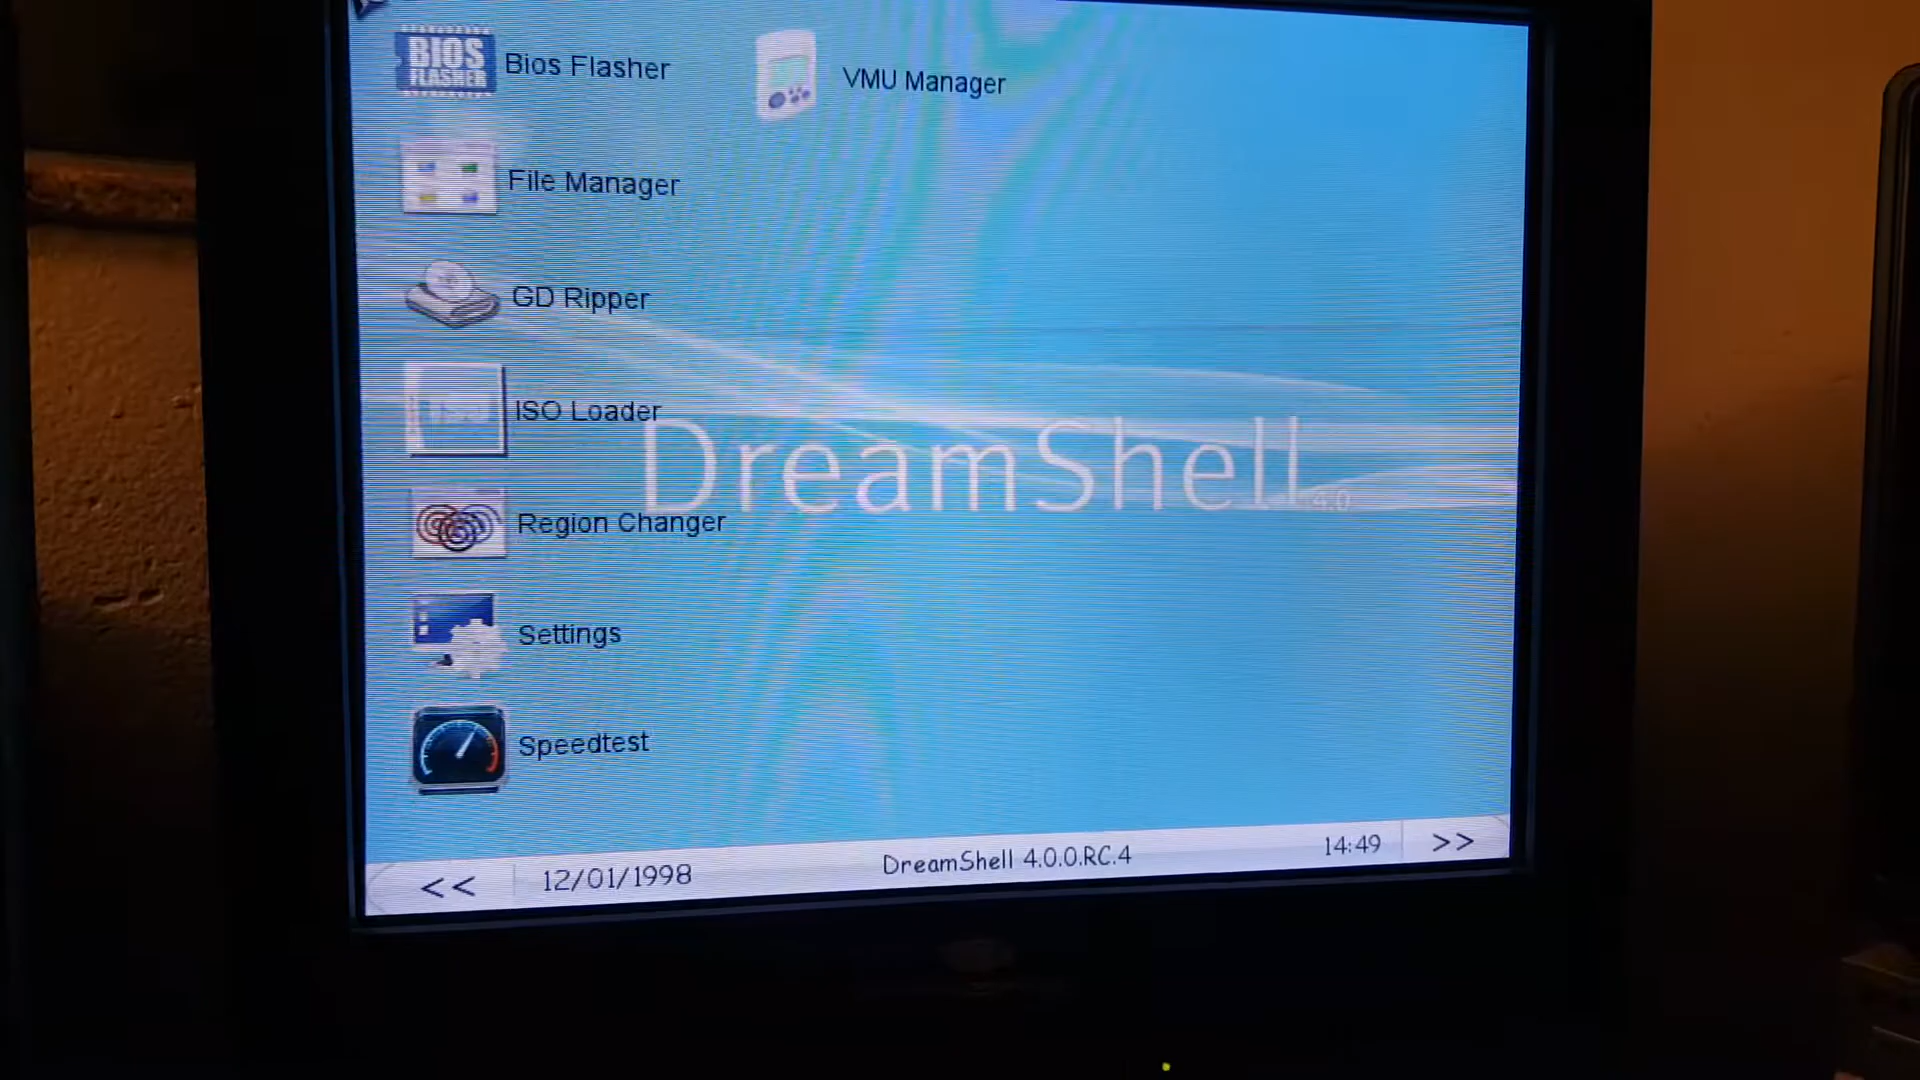 BIOS
FLASHER
Bios Flasher
VMU Manager
File Manager
GD Ripper
ISO Loader
DreamShell 4.0
Region Changer
Settings
Speedtest
<< 12/01/1998 DreamShell 4.0.0.RC.4 14:49 >>